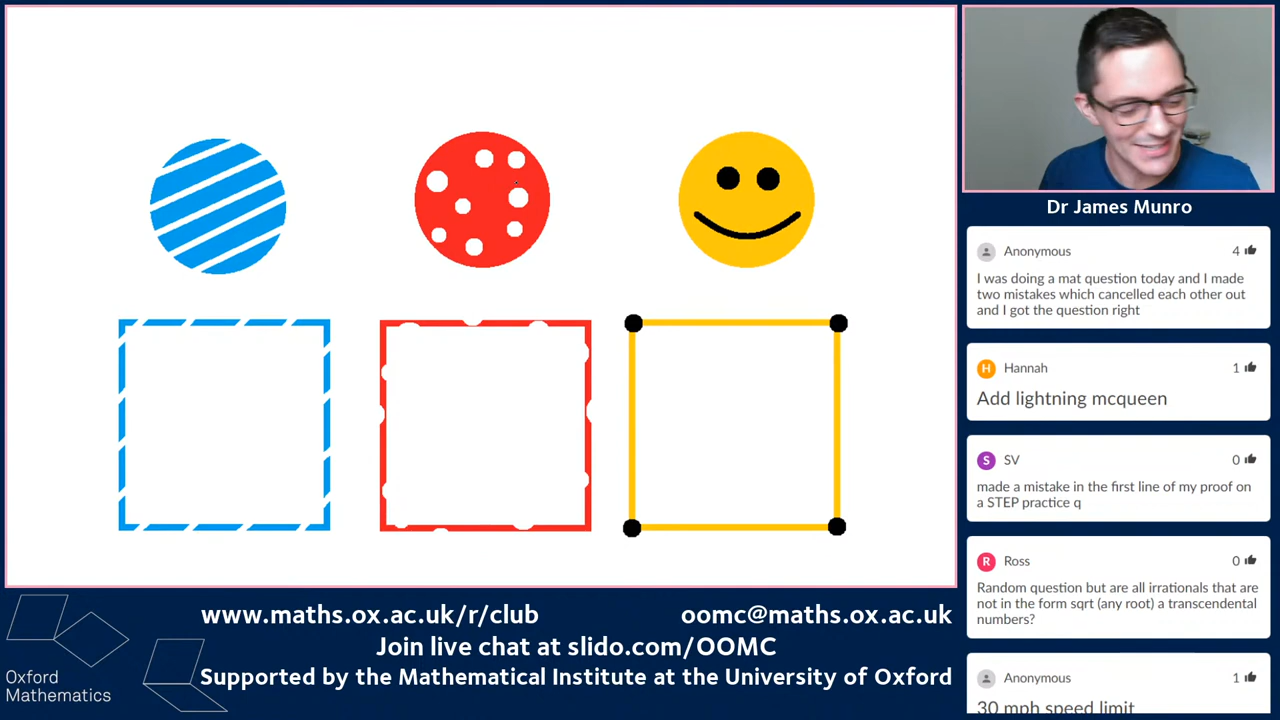 Dr James Munro
Anonymous 4
I was doing a mat question today and I made
two mistakes which cancelled each other out
and I got the question right
H Hannah 1
Add lightning mcqueen
S SV 0
made a mistake in the first line of my proof on
a STEP practice q
R Ross 0
Random question but are all irrationals that are
not in the form sqrt (any root) a transcendental
numbers?
Anonymous 1
30 mph speed limit
www.maths.ox.ac.uk/r/club oomc@maths.ox.ac.uk
Join live chat at slido.com/OOMC
Supported by the Mathematical Institute at the University of Oxford
Oxford
Mathematics